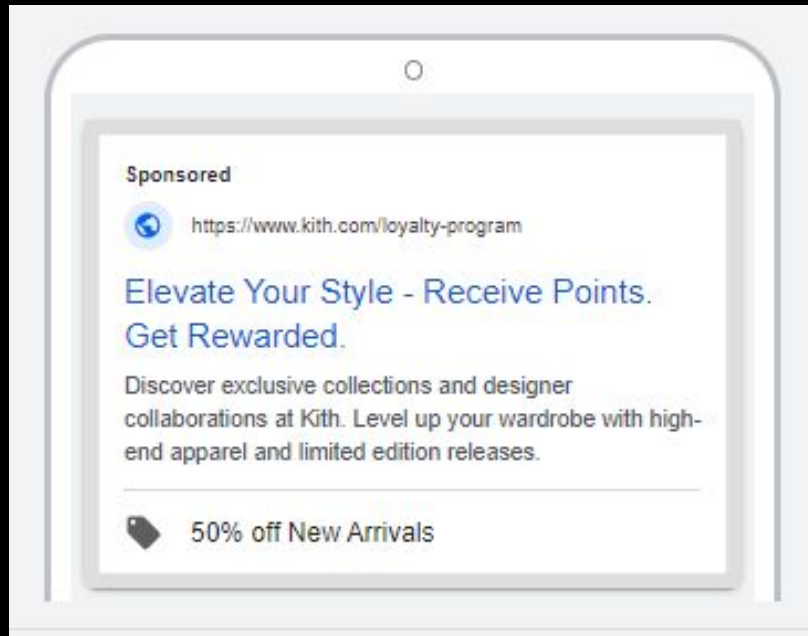 Sponsored
https://www.kith.com/loyalty-program
Elevate Your Style - Receive Points.
Get Rewarded.
Discover exclusive collections and designer
collaborations at Kith. Level up your wardrobe with high-
end apparel and limited edition releases.
50% off New Arrivals